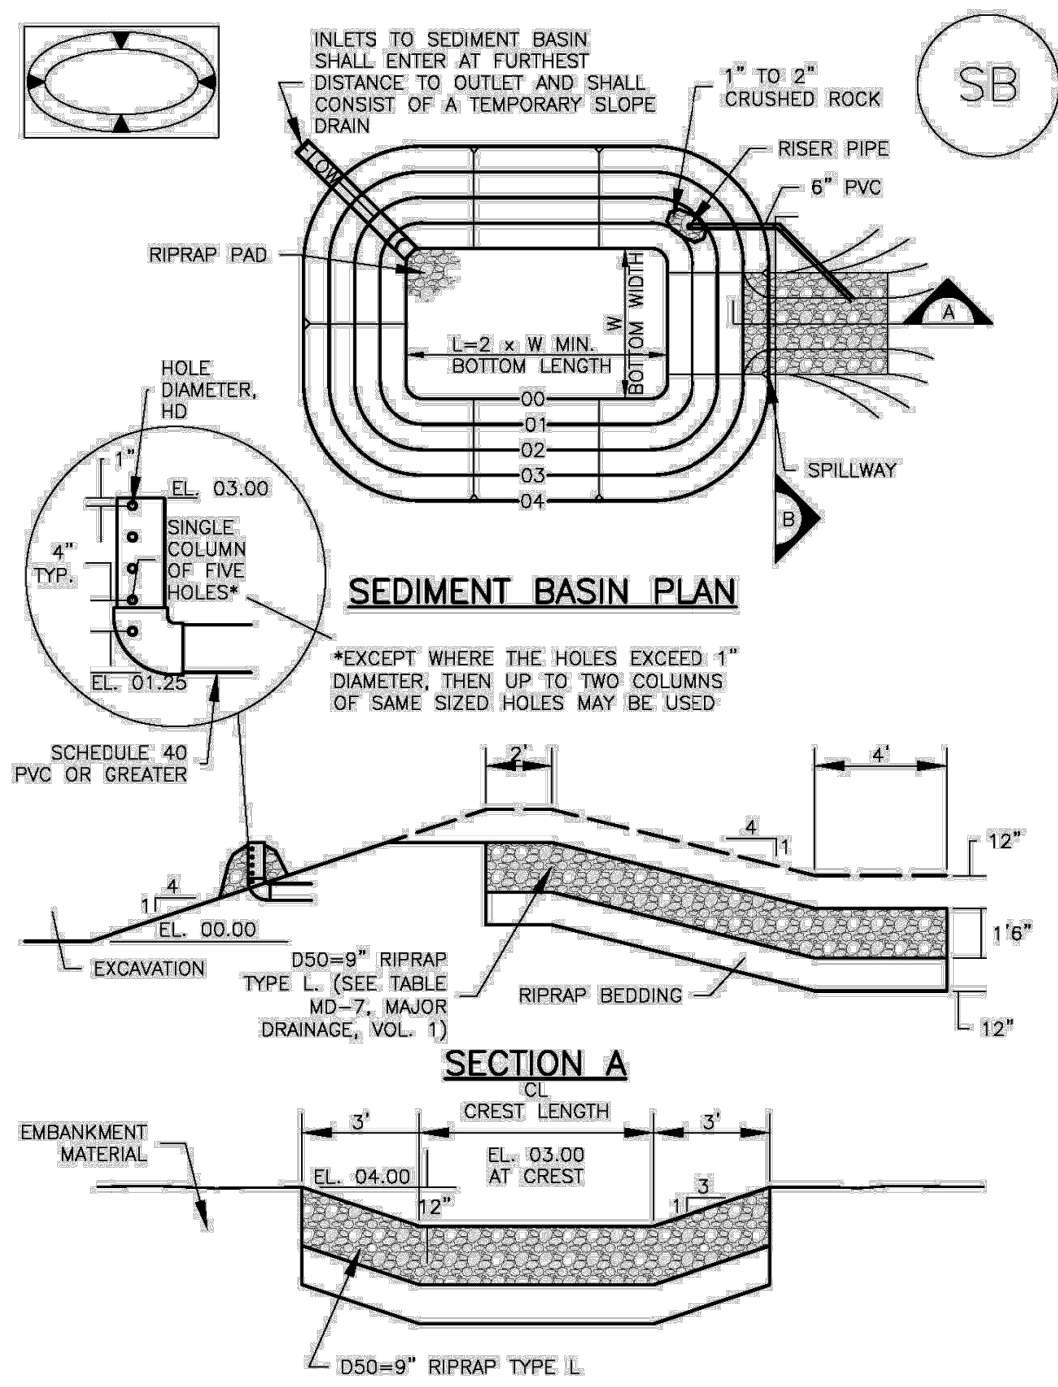 INLETS TO SEDIMENT BASIN
SHALL ENTER AT FURTHEST
DISTANCE TO OUTLET AND SHALL
CONSIST OF A TEMPORARY SLOPE
DRAIN
1" TO 2"
CRUSHED ROCK
SB
RISER PIPE
6" PVC
FLOW
RIPRAP PAD
W
BOTTOM WIDTH
A
L=2 x W MIN.
BOTTOM LENGTH
00
01
02
03
04
SPILLWAY
B
HOLE
DIAMETER,
HD
1"
EL. 03.00
SINGLE
COLUMN
OF FIVE
HOLES*
4"
TYP.
EL. 01.25
SEDIMENT BASIN PLAN
*EXCEPT WHERE THE HOLES EXCEED 1"
DIAMETER, THEN UP TO TWO COLUMNS
OF SAME SIZED HOLES MAY BE USED
SCHEDULE 40
PVC OR GREATER
2'
4'
4
1
12"
4
1
EL. 00.00
EXCAVATION
D50=9" RIPRAP
TYPE L. (SEE TABLE
MD-7, MAJOR
DRAINAGE, VOL. 1)
RIPRAP BEDDING
1'6"
12"
SECTION A
CL
CREST LENGTH
3'
3'
EMBANKMENT
MATERIAL
EL. 04.00
EL. 03.00
AT CREST
12"
3
1
D50=9" RIPRAP TYPE L